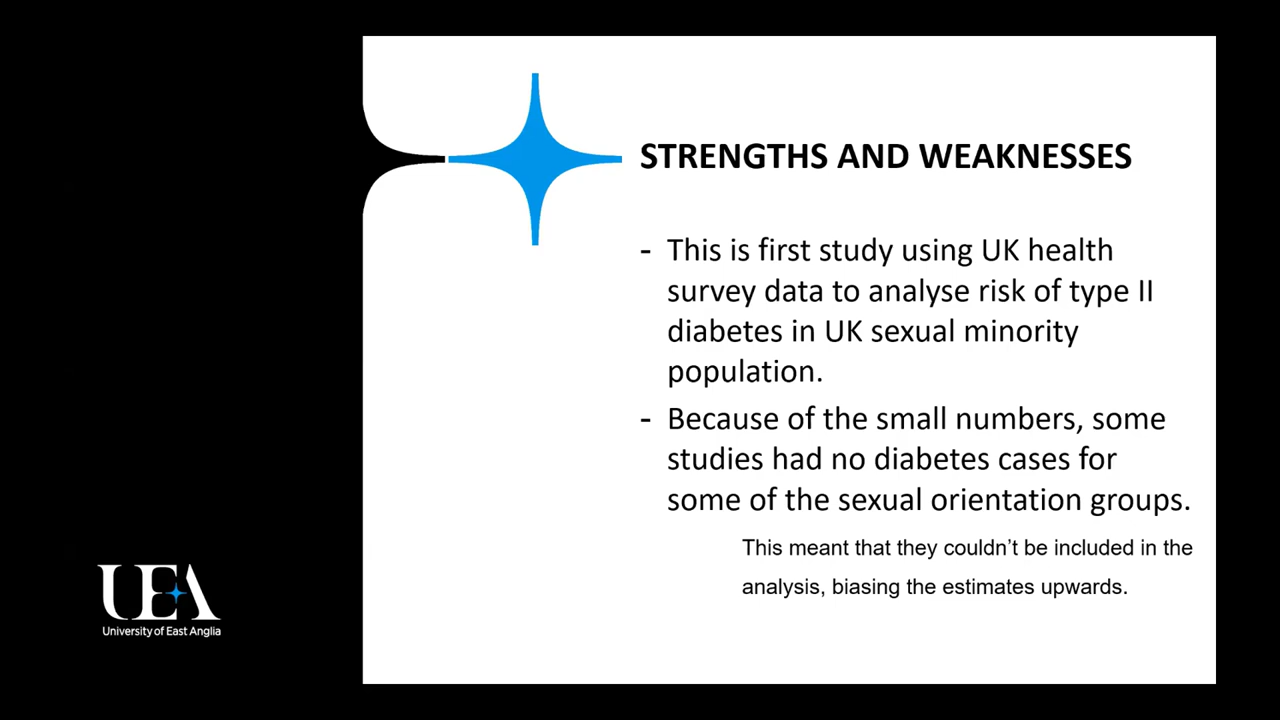 STRENGTHS AND WEAKNESSES
- This is first study using UK health
survey data to analyse risk of type II
diabetes in UK sexual minority
population.
- Because of the small numbers, some
studies had no diabetes cases for
some of the sexual orientation groups.
This meant that they couldn’t be included in the
analysis, biasing the estimates upwards.
UEA
University of East Anglia